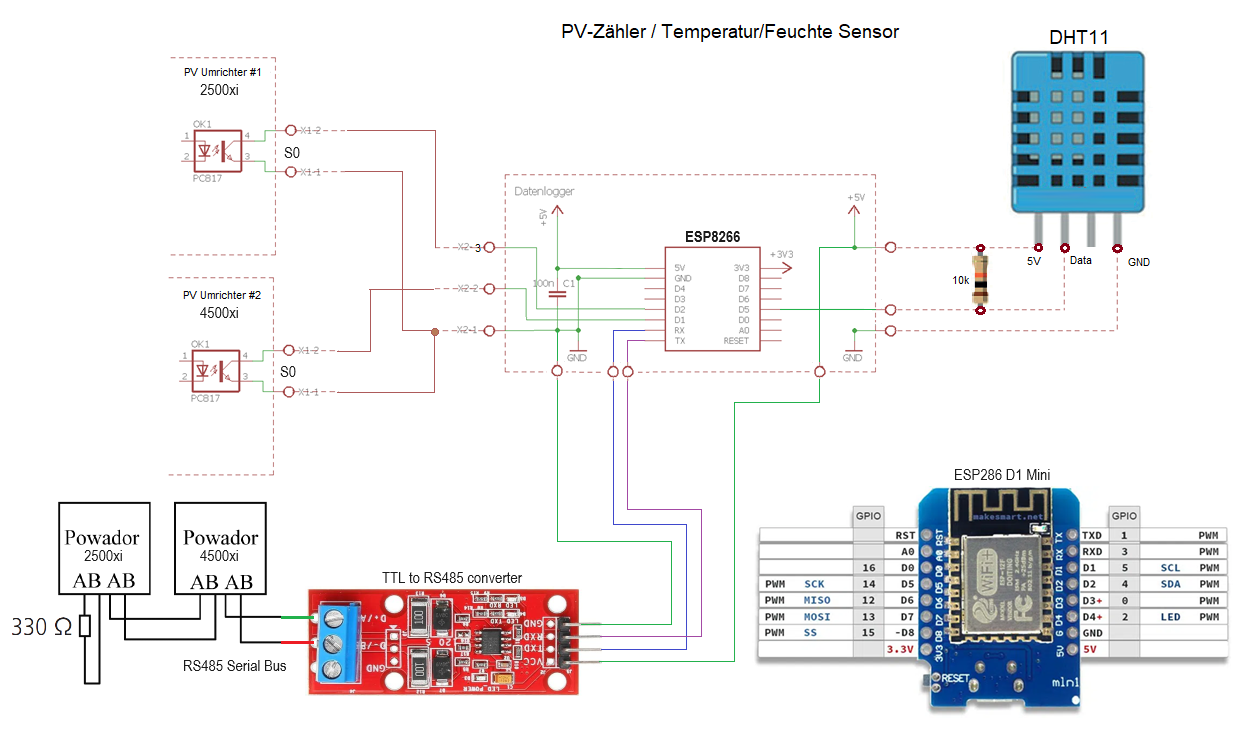 PV-Zähler / Temperatur/Feuchte Sensor
DHT11
PV Umrichter #1
2500xi
OK1
1
2
4
3
PC817
X1-2
S0
X1-1
PV Umrichter #2
4500xi
OK1
1
2
4
3
PC817
X1-2
S0
X1-1
Datenlogger
+5V
X2-3
X2-2
X2-1
100n
C1
GND
ESP8266
5V
GND
D4
D3
D2
D1
RX
TX
3V3
D8
D7
D6
D5
D0
A0
RESET
+3V3
+5V
GND
10k
5V
Data
GND
Powador
2500xi
AB AB
Powador
4500xi
AB AB
330 Ω
RS485 Serial Bus
TTL to RS485 converter
D-/A
D-/B
GND
LED RXD
LED TXD
LED POWER
GND
RXD
TXD
VCC
ESP286 D1 Mini
makesmart.net
WiFi+
FC
RESET
mini
GPIO
RST
A0
16 D0
PWM SCK 14 D5
PWM MISO 12 D6
PWM MOSI 13 D7
PWM SS 15 -D8
3.3V
RST
A0
D0
D5
D6
D7
D8
3V3
TX
RX
D1
D2
D3
D4
G
5V
GPIO
TXD 1 PWM
RXD 3 PWM
D1 5 SCL PWM
D2 4 SDA PWM
D3+ 0 PWM
D4+ 2 LED PWM
GND
5V